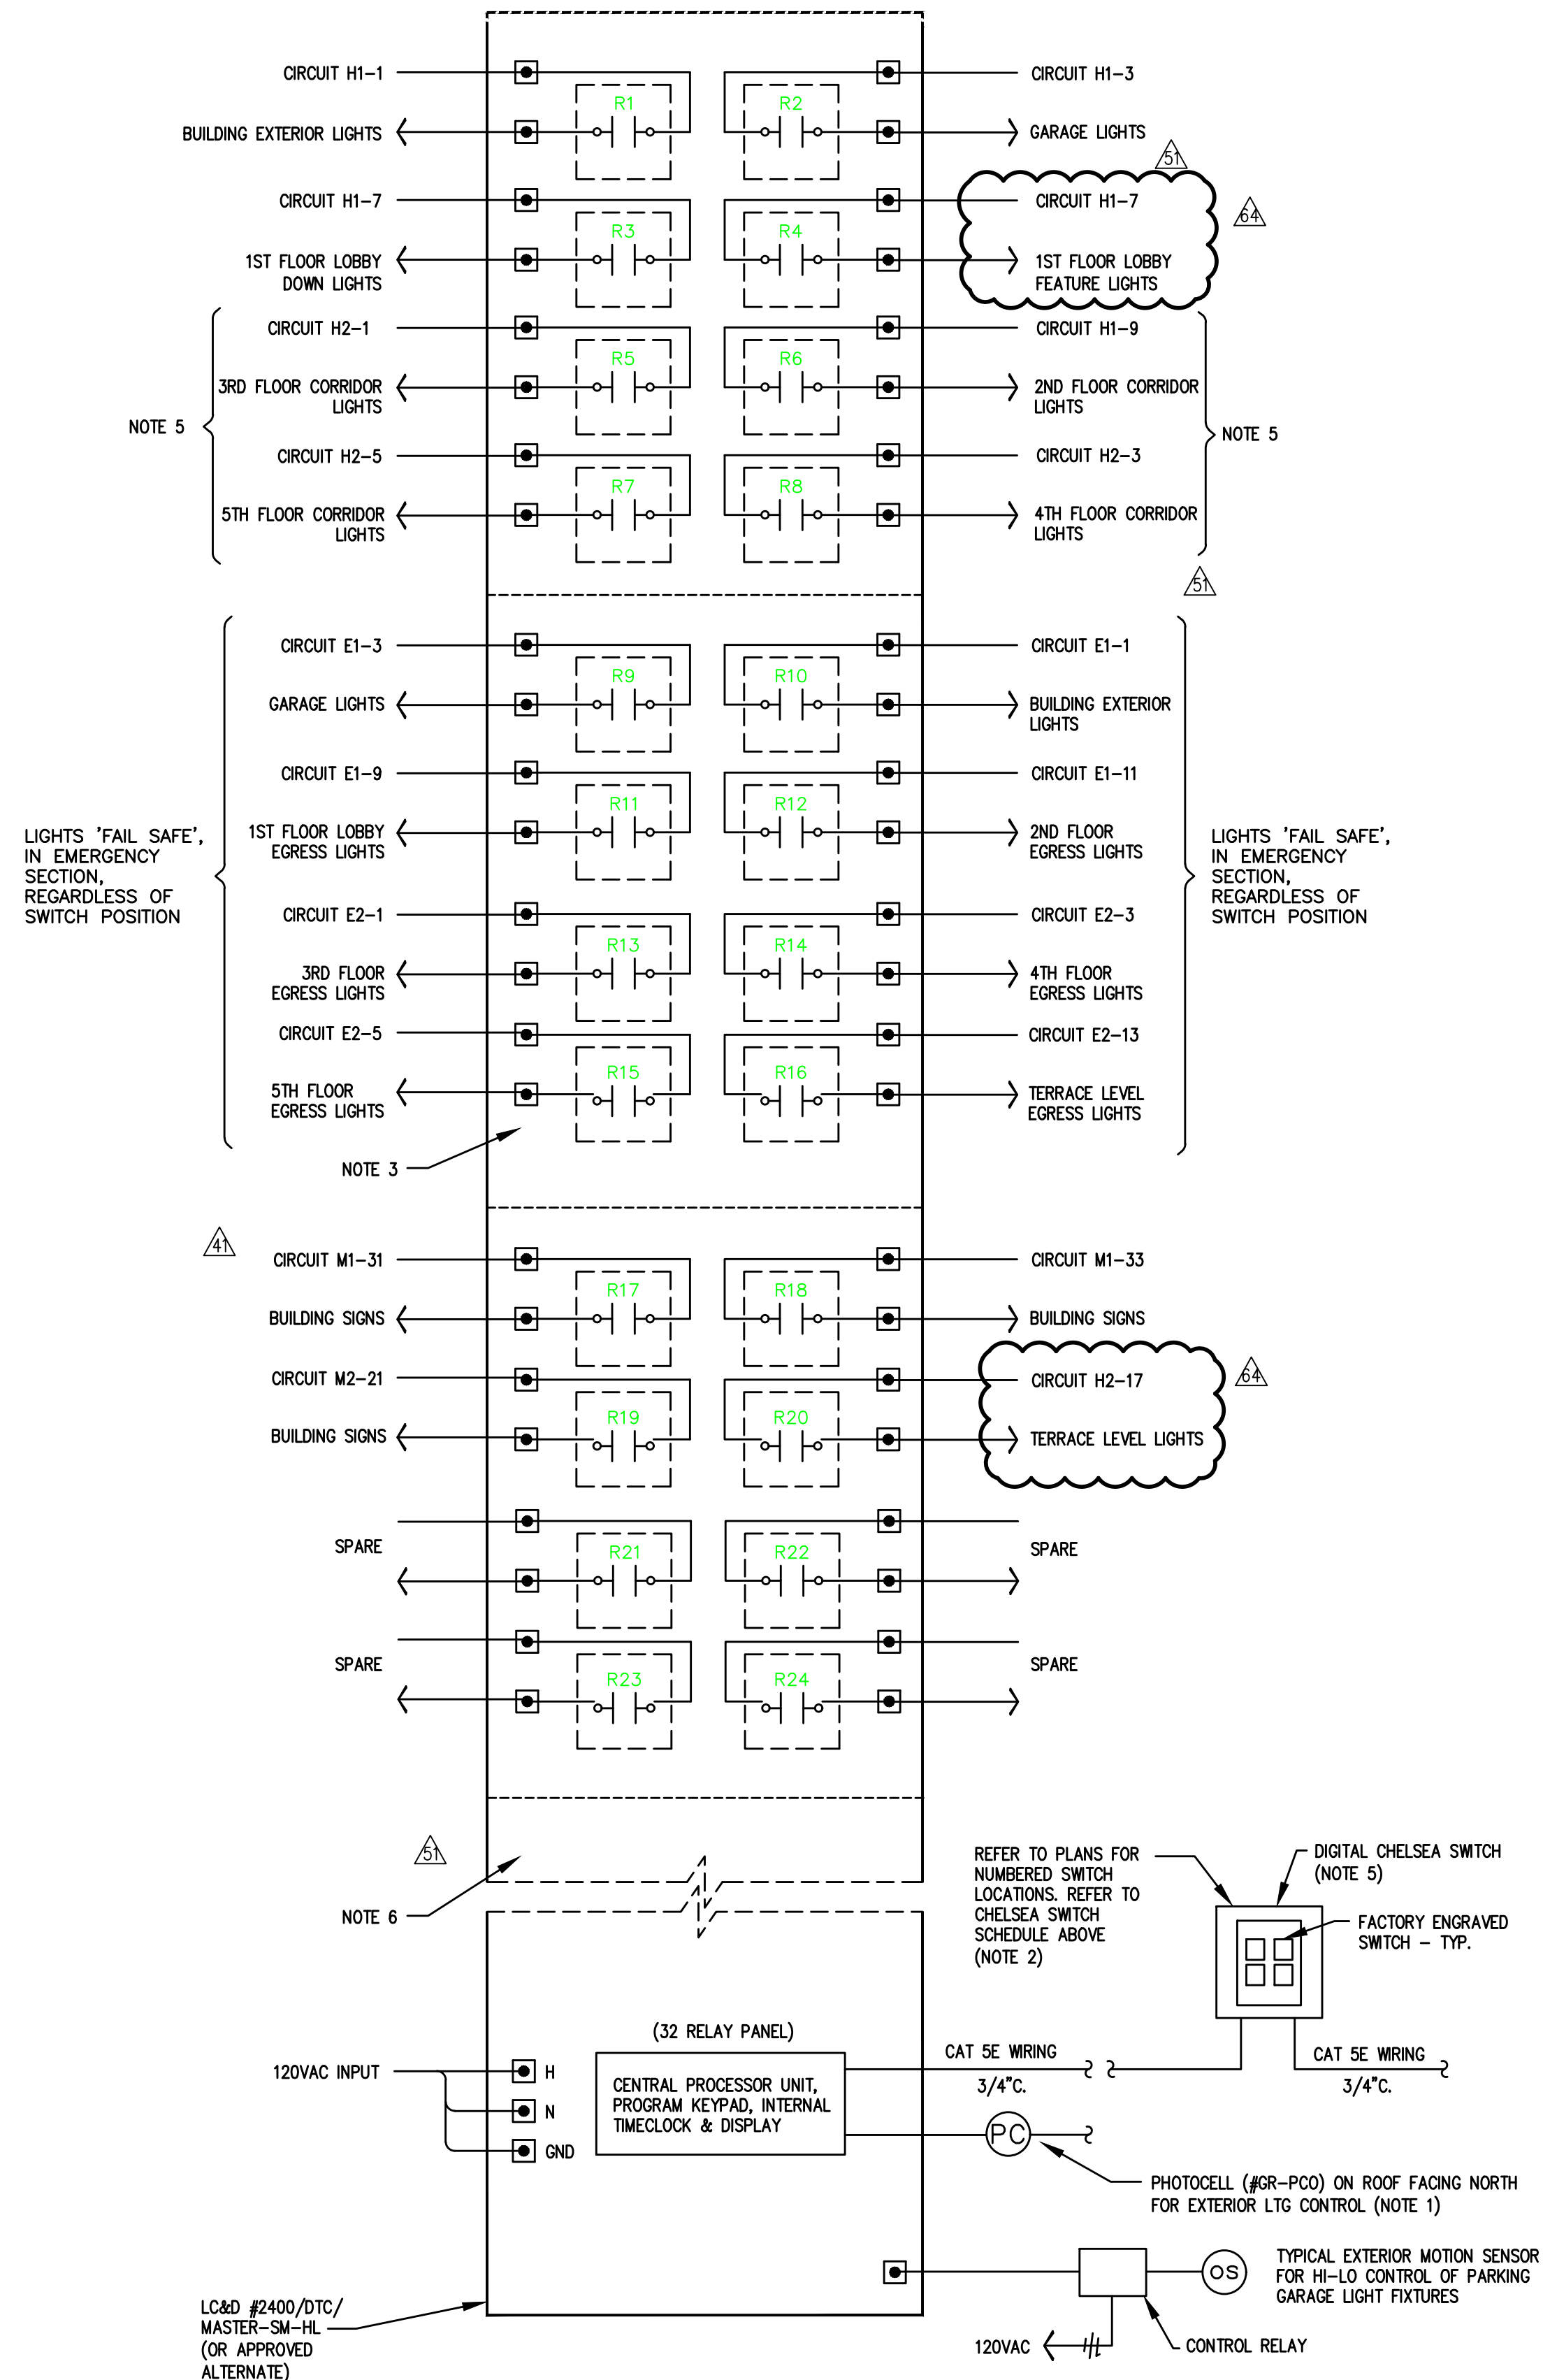 CIRCUIT H1-1
R1
R2
CIRCUIT H1-3
BUILDING EXTERIOR LIGHTS
GARAGE LIGHTS
51
CIRCUIT H1-7
R3
R4
CIRCUIT H1-7
64
1ST FLOOR LOBBY
DOWN LIGHTS
1ST FLOOR LOBBY
FEATURE LIGHTS
CIRCUIT H2-1
R5
R6
CIRCUIT H1-9
3RD FLOOR CORRIDOR
LIGHTS
2ND FLOOR CORRIDOR
LIGHTS
NOTE 5
NOTE 5
CIRCUIT H2-5
R7
R8
CIRCUIT H2-3
5TH FLOOR CORRIDOR
LIGHTS
4TH FLOOR CORRIDOR
LIGHTS
51
CIRCUIT E1-3
R9
R10
CIRCUIT E1-1
GARAGE LIGHTS
BUILDING EXTERIOR
LIGHTS
CIRCUIT E1-9
R11
R12
CIRCUIT E1-11
1ST FLOOR LOBBY
EGRESS LIGHTS
2ND FLOOR
EGRESS LIGHTS
LIGHTS 'FAIL SAFE',
IN EMERGENCY
SECTION,
REGARDLESS OF
SWITCH POSITION
LIGHTS 'FAIL SAFE',
IN EMERGENCY
SECTION,
REGARDLESS OF
SWITCH POSITION
CIRCUIT E2-1
R13
R14
CIRCUIT E2-3
3RD FLOOR
EGRESS LIGHTS
4TH FLOOR
EGRESS LIGHTS
CIRCUIT E2-5
R15
R16
CIRCUIT E2-13
5TH FLOOR
EGRESS LIGHTS
TERRACE LEVEL
EGRESS LIGHTS
NOTE 3
41
CIRCUIT M1-31
R17
R18
CIRCUIT M1-33
BUILDING SIGNS
BUILDING SIGNS
CIRCUIT M2-21
R19
R20
CIRCUIT H2-17
64
BUILDING SIGNS
TERRACE LEVEL LIGHTS
SPARE
R21
R22
SPARE
SPARE
R23
R24
SPARE
51
NOTE 6
REFER TO PLANS FOR
NUMBERED SWITCH
LOCATIONS. REFER TO
CHELSEA SWITCH
SCHEDULE ABOVE
(NOTE 2)
DIGITAL CHELSEA SWITCH
(NOTE 5)
FACTORY ENGRAVED
SWITCH - TYP.
(32 RELAY PANEL)
120VAC INPUT
H
N
GND
CENTRAL PROCESSOR UNIT,
PROGRAM KEYPAD, INTERNAL
TIMECLOCK & DISPLAY
CAT 5E WIRING
3/4"C.
CAT 5E WIRING
3/4"C.
PC
PHOTOCELL (#GR-PCO) ON ROOF FACING NORTH
FOR EXTERIOR LTG CONTROL (NOTE 1)
OS
TYPICAL EXTERIOR MOTION SENSOR
FOR HI-LO CONTROL OF PARKING
GARAGE LIGHT FIXTURES
LC&D #2400/DTC/
MASTER-SM-HL
(OR APPROVED
ALTERNATE)
120VAC
CONTROL RELAY